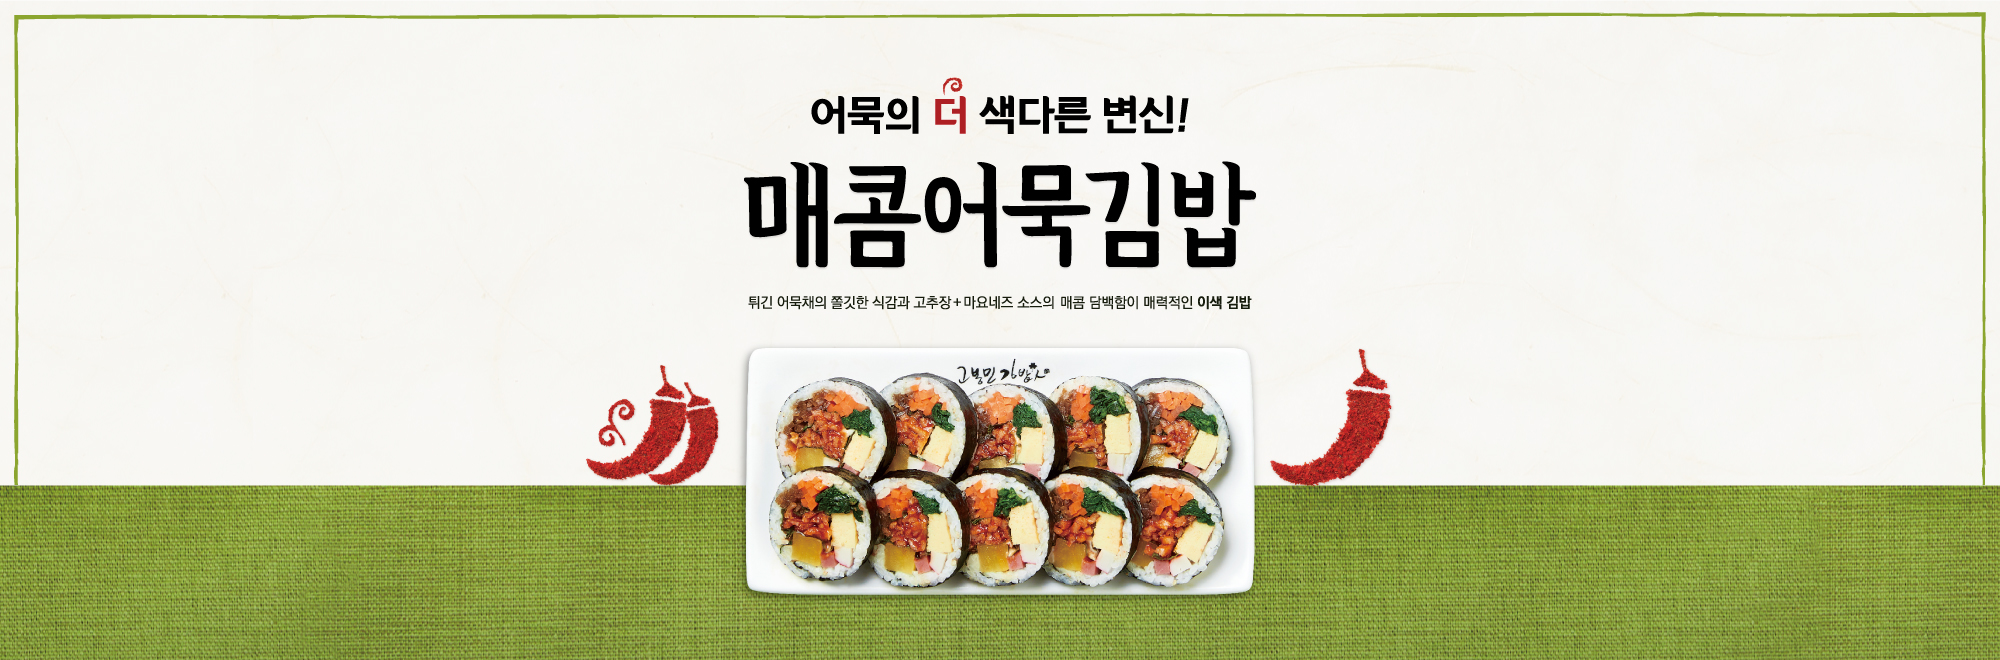 어묵의 더 색다른 변신!
매콤어묵김밥
튀긴 어묵채의 쫄깃한 식감과 고추장+마요네즈 소스의 매콤 담백함이 매력적인 이색 김밥
고봉민김밥人